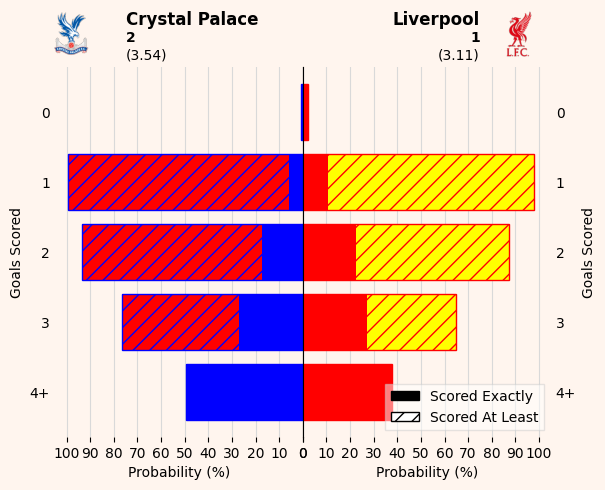 Crystal Palace
2
(3.54)
Liverpool
1
(3.11)
L.F.C.
Goals Scored
0
1
2
3
4+
0
1
2
3
4+
Goals Scored
Scored Exactly
Scored At Least
100 90 80 70 60 50 40 30 20 10 0
0 10 20 30 40 50 60 70 80 90 100
Probability (%)
Probability (%)